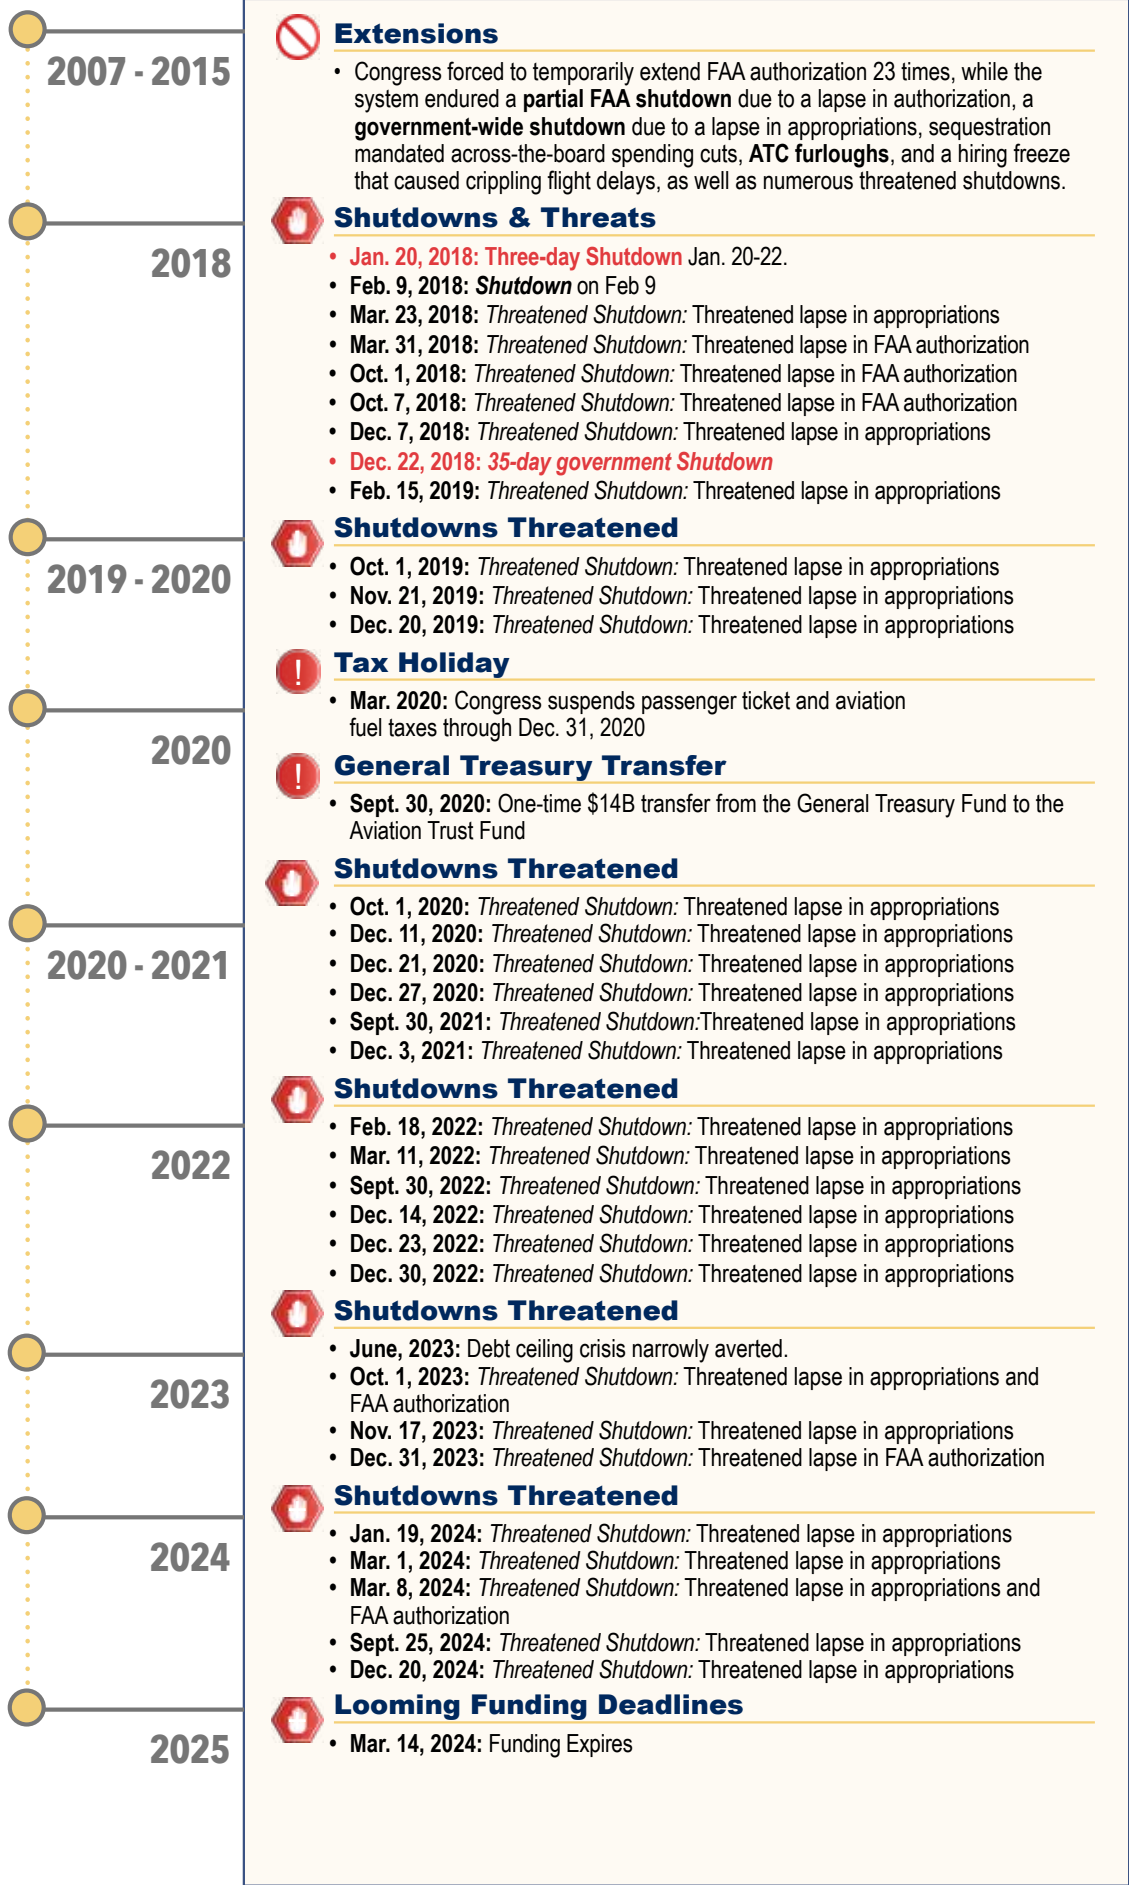 2007 - 2015
Extensions
• Congress forced to temporarily extend FAA authorization 23 times, while the
system endured a partial FAA shutdown due to a lapse in authorization, a
government-wide shutdown due to a lapse in appropriations, sequestration
mandated across-the-board spending cuts, ATC furloughs, and a hiring freeze
that caused crippling flight delays, as well as numerous threatened shutdowns.
2018
Shutdowns & Threats
• Jan. 20, 2018: Three-day Shutdown Jan. 20-22.
• Feb. 9, 2018: Shutdown on Feb 9
• Mar. 23, 2018: Threatened Shutdown: Threatened lapse in appropriations
• Mar. 31, 2018: Threatened Shutdown: Threatened lapse in FAA authorization
• Oct. 1, 2018: Threatened Shutdown: Threatened lapse in FAA authorization
• Oct. 7, 2018: Threatened Shutdown: Threatened lapse in FAA authorization
• Dec. 7, 2018: Threatened Shutdown: Threatened lapse in appropriations
• Dec. 22, 2018: 35-day government Shutdown
• Feb. 15, 2019: Threatened Shutdown: Threatened lapse in appropriations
2019 - 2020
Shutdowns Threatened
• Oct. 1, 2019: Threatened Shutdown: Threatened lapse in appropriations
• Nov. 21, 2019: Threatened Shutdown: Threatened lapse in appropriations
• Dec. 20, 2019: Threatened Shutdown: Threatened lapse in appropriations
Tax Holiday
• Mar. 2020: Congress suspends passenger ticket and aviation
fuel taxes through Dec. 31, 2020
2020
General Treasury Transfer
• Sept. 30, 2020: One-time $14B transfer from the General Treasury Fund to the
Aviation Trust Fund
2020 - 2021
Shutdowns Threatened
• Oct. 1, 2020: Threatened Shutdown: Threatened lapse in appropriations
• Dec. 11, 2020: Threatened Shutdown: Threatened lapse in appropriations
• Dec. 21, 2020: Threatened Shutdown: Threatened lapse in appropriations
• Dec. 27, 2020: Threatened Shutdown: Threatened lapse in appropriations
• Sept. 30, 2021: Threatened Shutdown:Threatened lapse in appropriations
• Dec. 3, 2021: Threatened Shutdown: Threatened lapse in appropriations
2022
Shutdowns Threatened
• Feb. 18, 2022: Threatened Shutdown: Threatened lapse in appropriations
• Mar. 11, 2022: Threatened Shutdown: Threatened lapse in appropriations
• Sept. 30, 2022: Threatened Shutdown: Threatened lapse in appropriations
• Dec. 14, 2022: Threatened Shutdown: Threatened lapse in appropriations
• Dec. 23, 2022: Threatened Shutdown: Threatened lapse in appropriations
• Dec. 30, 2022: Threatened Shutdown: Threatened lapse in appropriations
2023
Shutdowns Threatened
• June, 2023: Debt ceiling crisis narrowly averted.
• Oct. 1, 2023: Threatened Shutdown: Threatened lapse in appropriations and
FAA authorization
• Nov. 17, 2023: Threatened Shutdown: Threatened lapse in appropriations
• Dec. 31, 2023: Threatened Shutdown: Threatened lapse in FAA authorization
2024
Shutdowns Threatened
• Jan. 19, 2024: Threatened Shutdown: Threatened lapse in appropriations
• Mar. 1, 2024: Threatened Shutdown: Threatened lapse in appropriations
• Mar. 8, 2024: Threatened Shutdown: Threatened lapse in appropriations and
FAA authorization
• Sept. 25, 2024: Threatened Shutdown: Threatened lapse in appropriations
• Dec. 20, 2024: Threatened Shutdown: Threatened lapse in appropriations
2025
Looming Funding Deadlines
• Mar. 14, 2024: Funding Expires